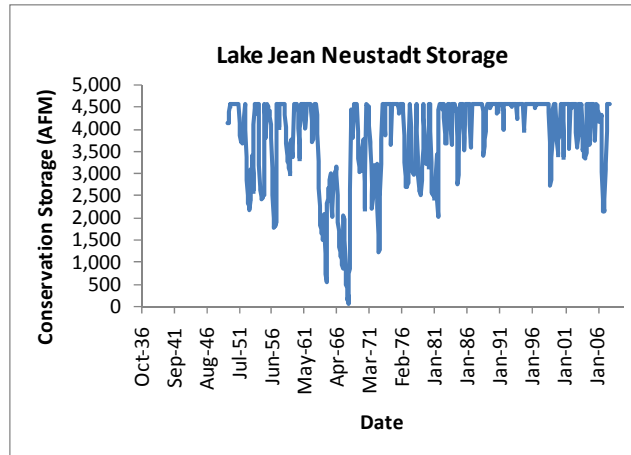 Lake Jean Neustadt Storage
Conservation Storage (AFM)
5,000
4,500
4,000
3,500
3,000
2,500
2,000
1,500
1,000
500
0
Oct-36
Sep-41
Aug-46
Jul-51
Jun-56
May-61
Apr-66
Mar-71
Feb-76
Jan-81
Jan-86
Jan-91
Jan-96
Jan-01
Jan-06
Date